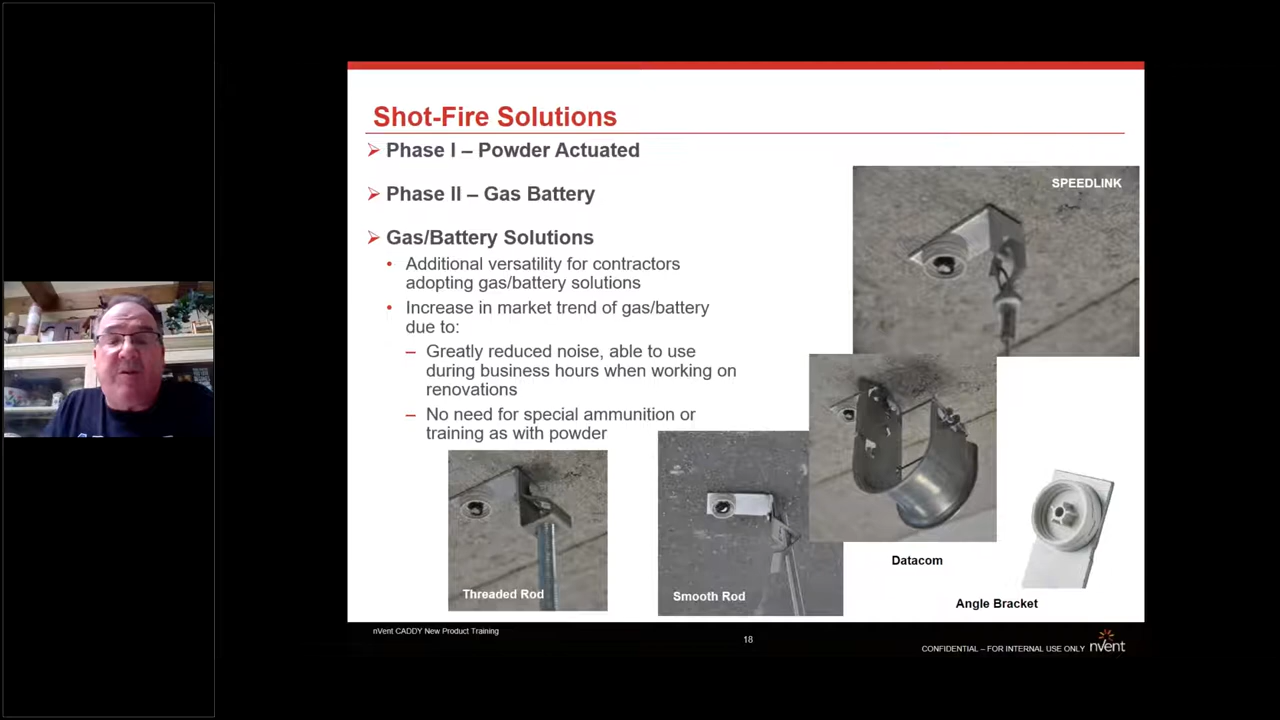 Shot-Fire Solutions
Phase I – Powder Actuated
Phase II – Gas Battery
Gas/Battery Solutions
Additional versatility for contractors
adopting gas/battery solutions
Increase in market trend of gas/battery
due to:
– Greatly reduced noise, able to use
during business hours when working on
renovations
– No need for special ammunition or
training as with powder
SPEEDLINK
Threaded Rod
Smooth Rod
Datacom
Angle Bracket
nVent CADDY New Product Training
18
CONFIDENTIAL – FOR INTERNAL USE ONLY
nVent